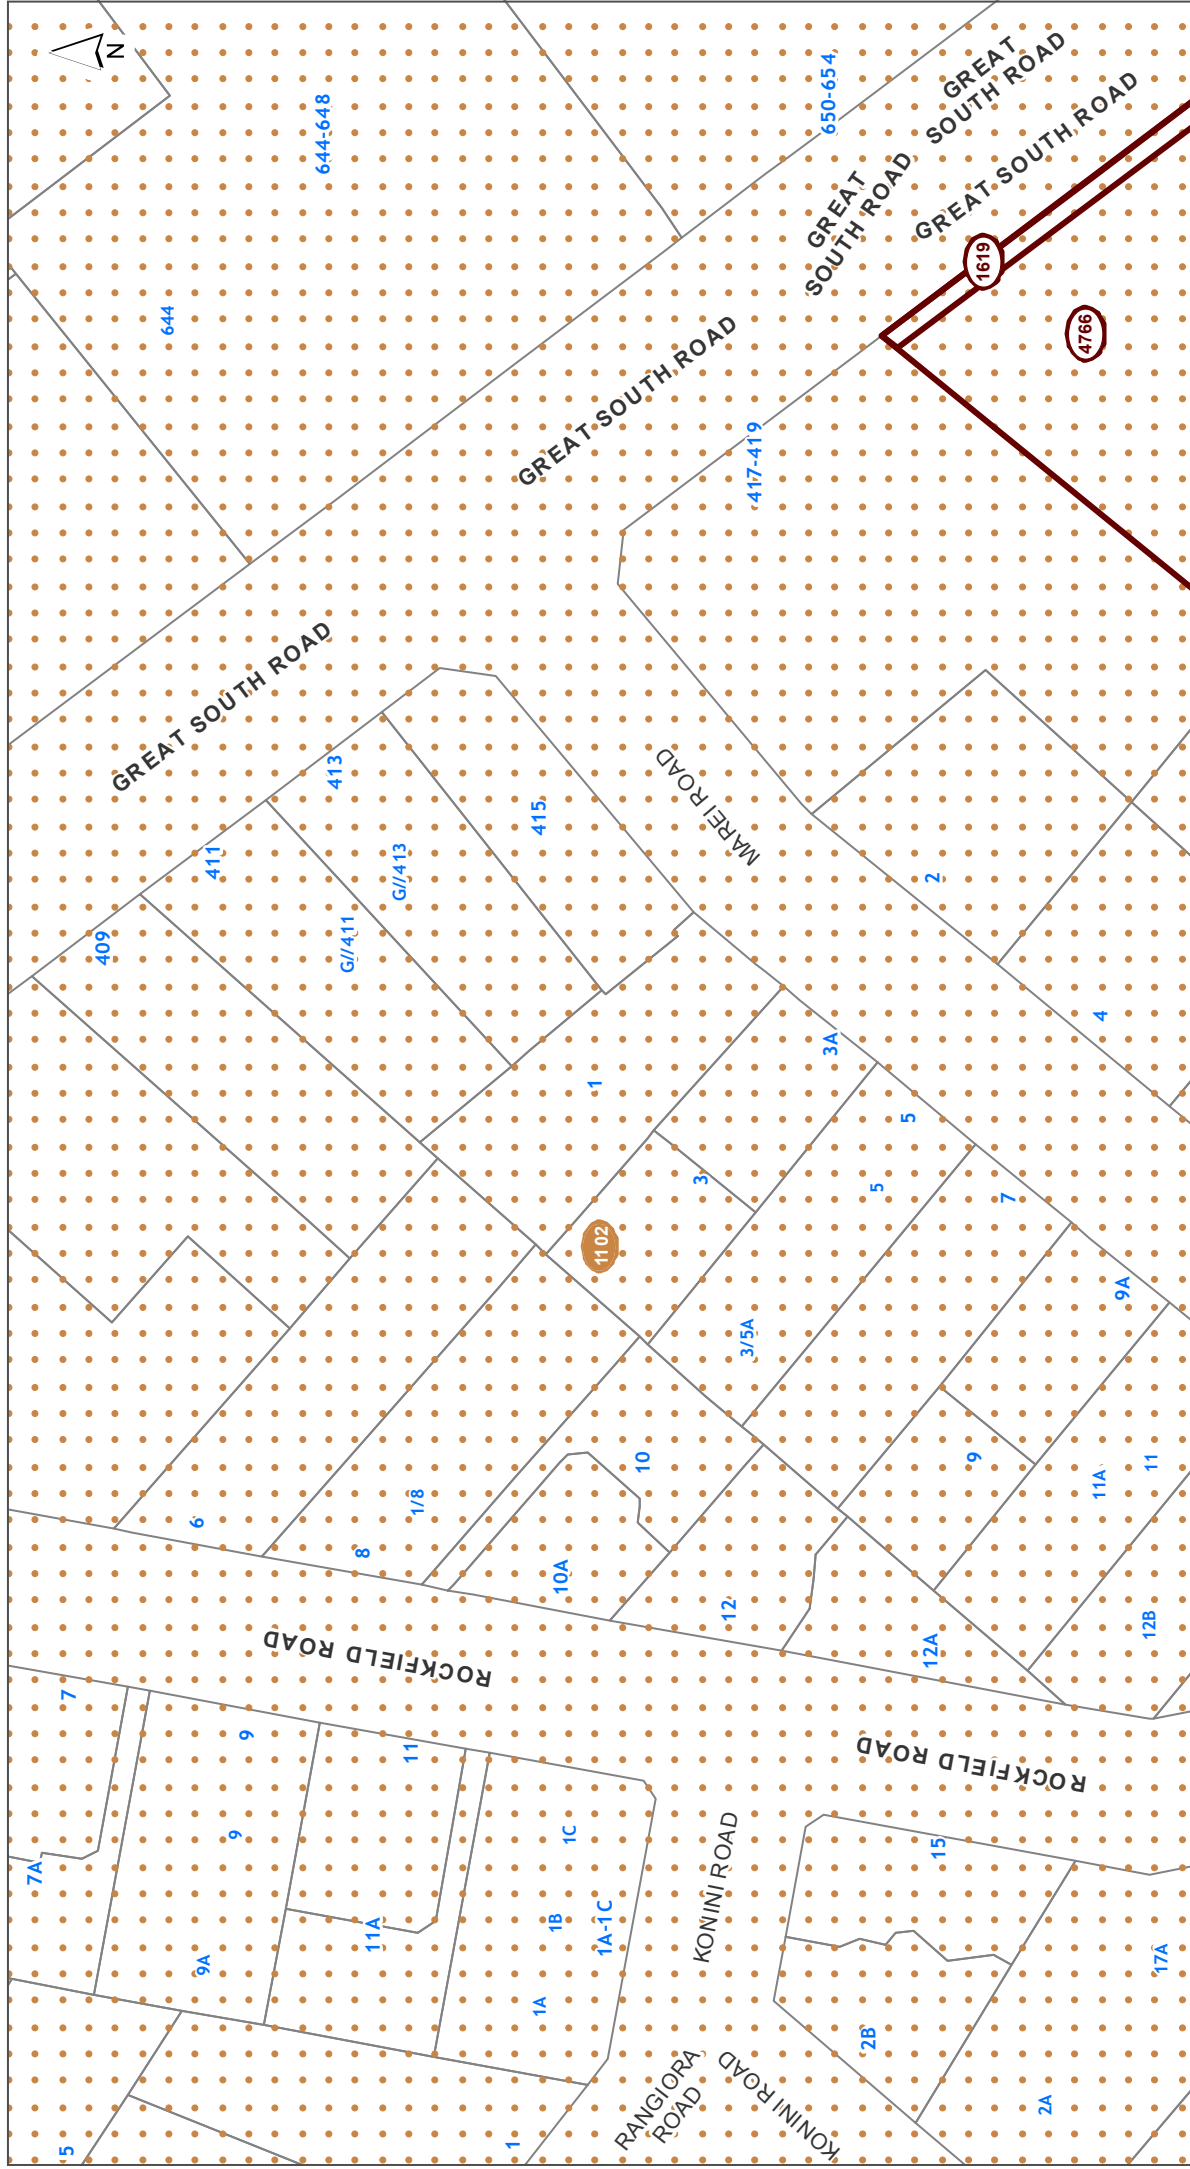 N
644-648
650-654
GREAT
SOUTH ROAD
GREAT SOUTH ROAD
GREAT
SOUTH ROAD
1619
4766
644
GREAT SOUTH ROAD
417-419
GREAT SOUTH ROAD
413
411
409
G//413
G//411
415
MAREI ROAD
2
4
1
3A
5
3
5
7
1102
9A
3/5A
9
11A
11
10
1/8
6
8
10A
12
12A
12B
ROCKFIELD ROAD
ROCKFIELD ROAD
7
9
11
7A
9
9A
11A
1C
1B
1A-1C
1A
KONINI ROAD
15
17A
2B
2A
RANGIORA
ROAD
KONINI ROAD
5
1